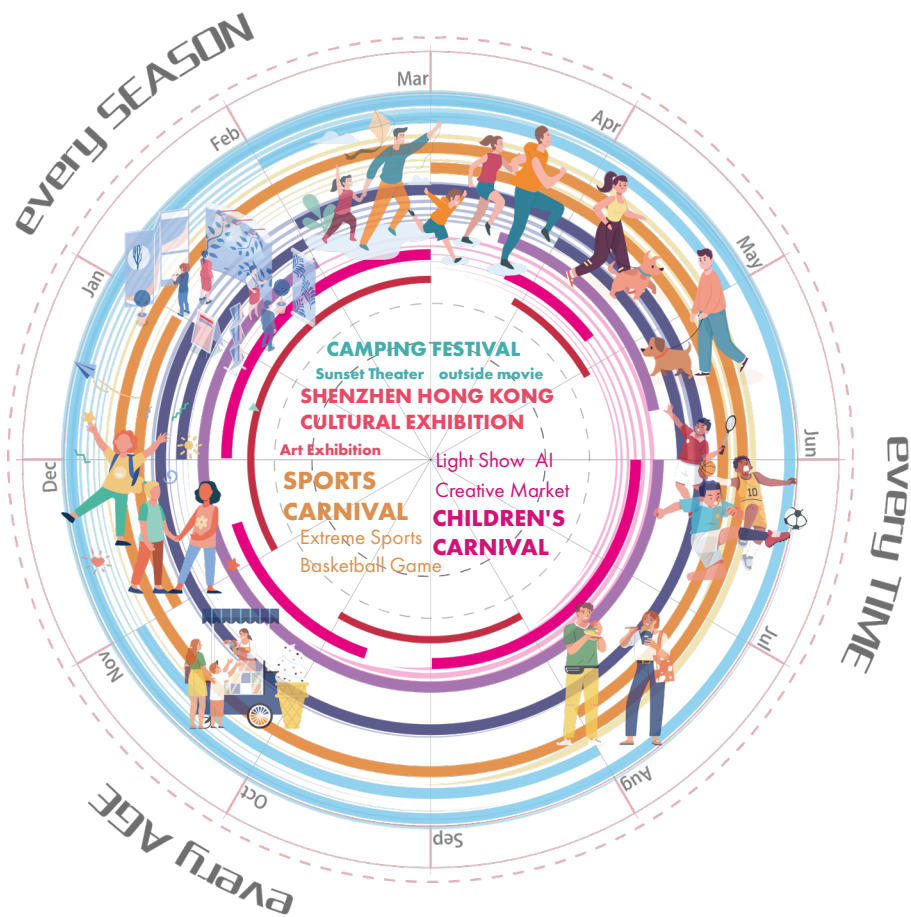 every SEASON
Mar
Apr
May
Jun
Jul
Aug
Sep
Oct
Nov
Dec
Jan
Feb
every TIME
every AGE
CAMPING FESTIVAL
Sunset Theater outside movie
SHENZHEN HONG KONG
CULTURAL EXHIBITION
Art Exhibition
SPORTS
CARNIVAL
Extreme Sports
Basketball Game
Light Show AI
Creative Market
CHILDREN'S
CARNIVAL
10